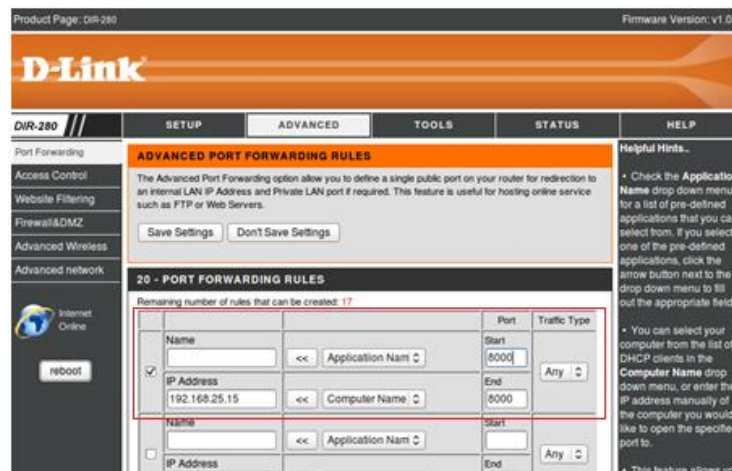 Product Page: DIR-280
Firmware Version: v1.0
D-Link
DIR-280
SETUP
ADVANCED
TOOLS
STATUS
HELP
Port Forwarding
Access Control
Website Filtering
Firewall&DMZ
Advanced Wireless
Advanced network
Internet
Online
reboot
ADVANCED PORT FORWARDING RULES
The Advanced Port Forwarding option allow you to define a single public port on your router for redirection to
an internal LAN IP Address and Private LAN port if required. This feature is useful for hosting online service
such as FTP or Web Servers.
Save Settings
Don't Save Settings
20 - PORT FORWARDING RULES
Remaining number of rules that can be created: 17
Port
Traffic Type
Name
<<
Application Nam
Start
8000
Any
IP Address
192.168.25.15
<<
Computer Name
End
8000
Name
<<
Application Nam
Start
Any
IP Address
End
Helpful Hints..
• Check the Applicatio
Name drop down menu
for a list of pre-defined
applications that you ca
select from. If you select
one of the pre-defined
applications, click the
arrow button next to the
drop down menu to fill
out the appropriate field
• You can select your
computer from the list of
DHCP clients in the
Computer Name drop
down menu, or enter the
IP address manually of
the computer you would
like to open the specifie
port to.
• This feature allows yo